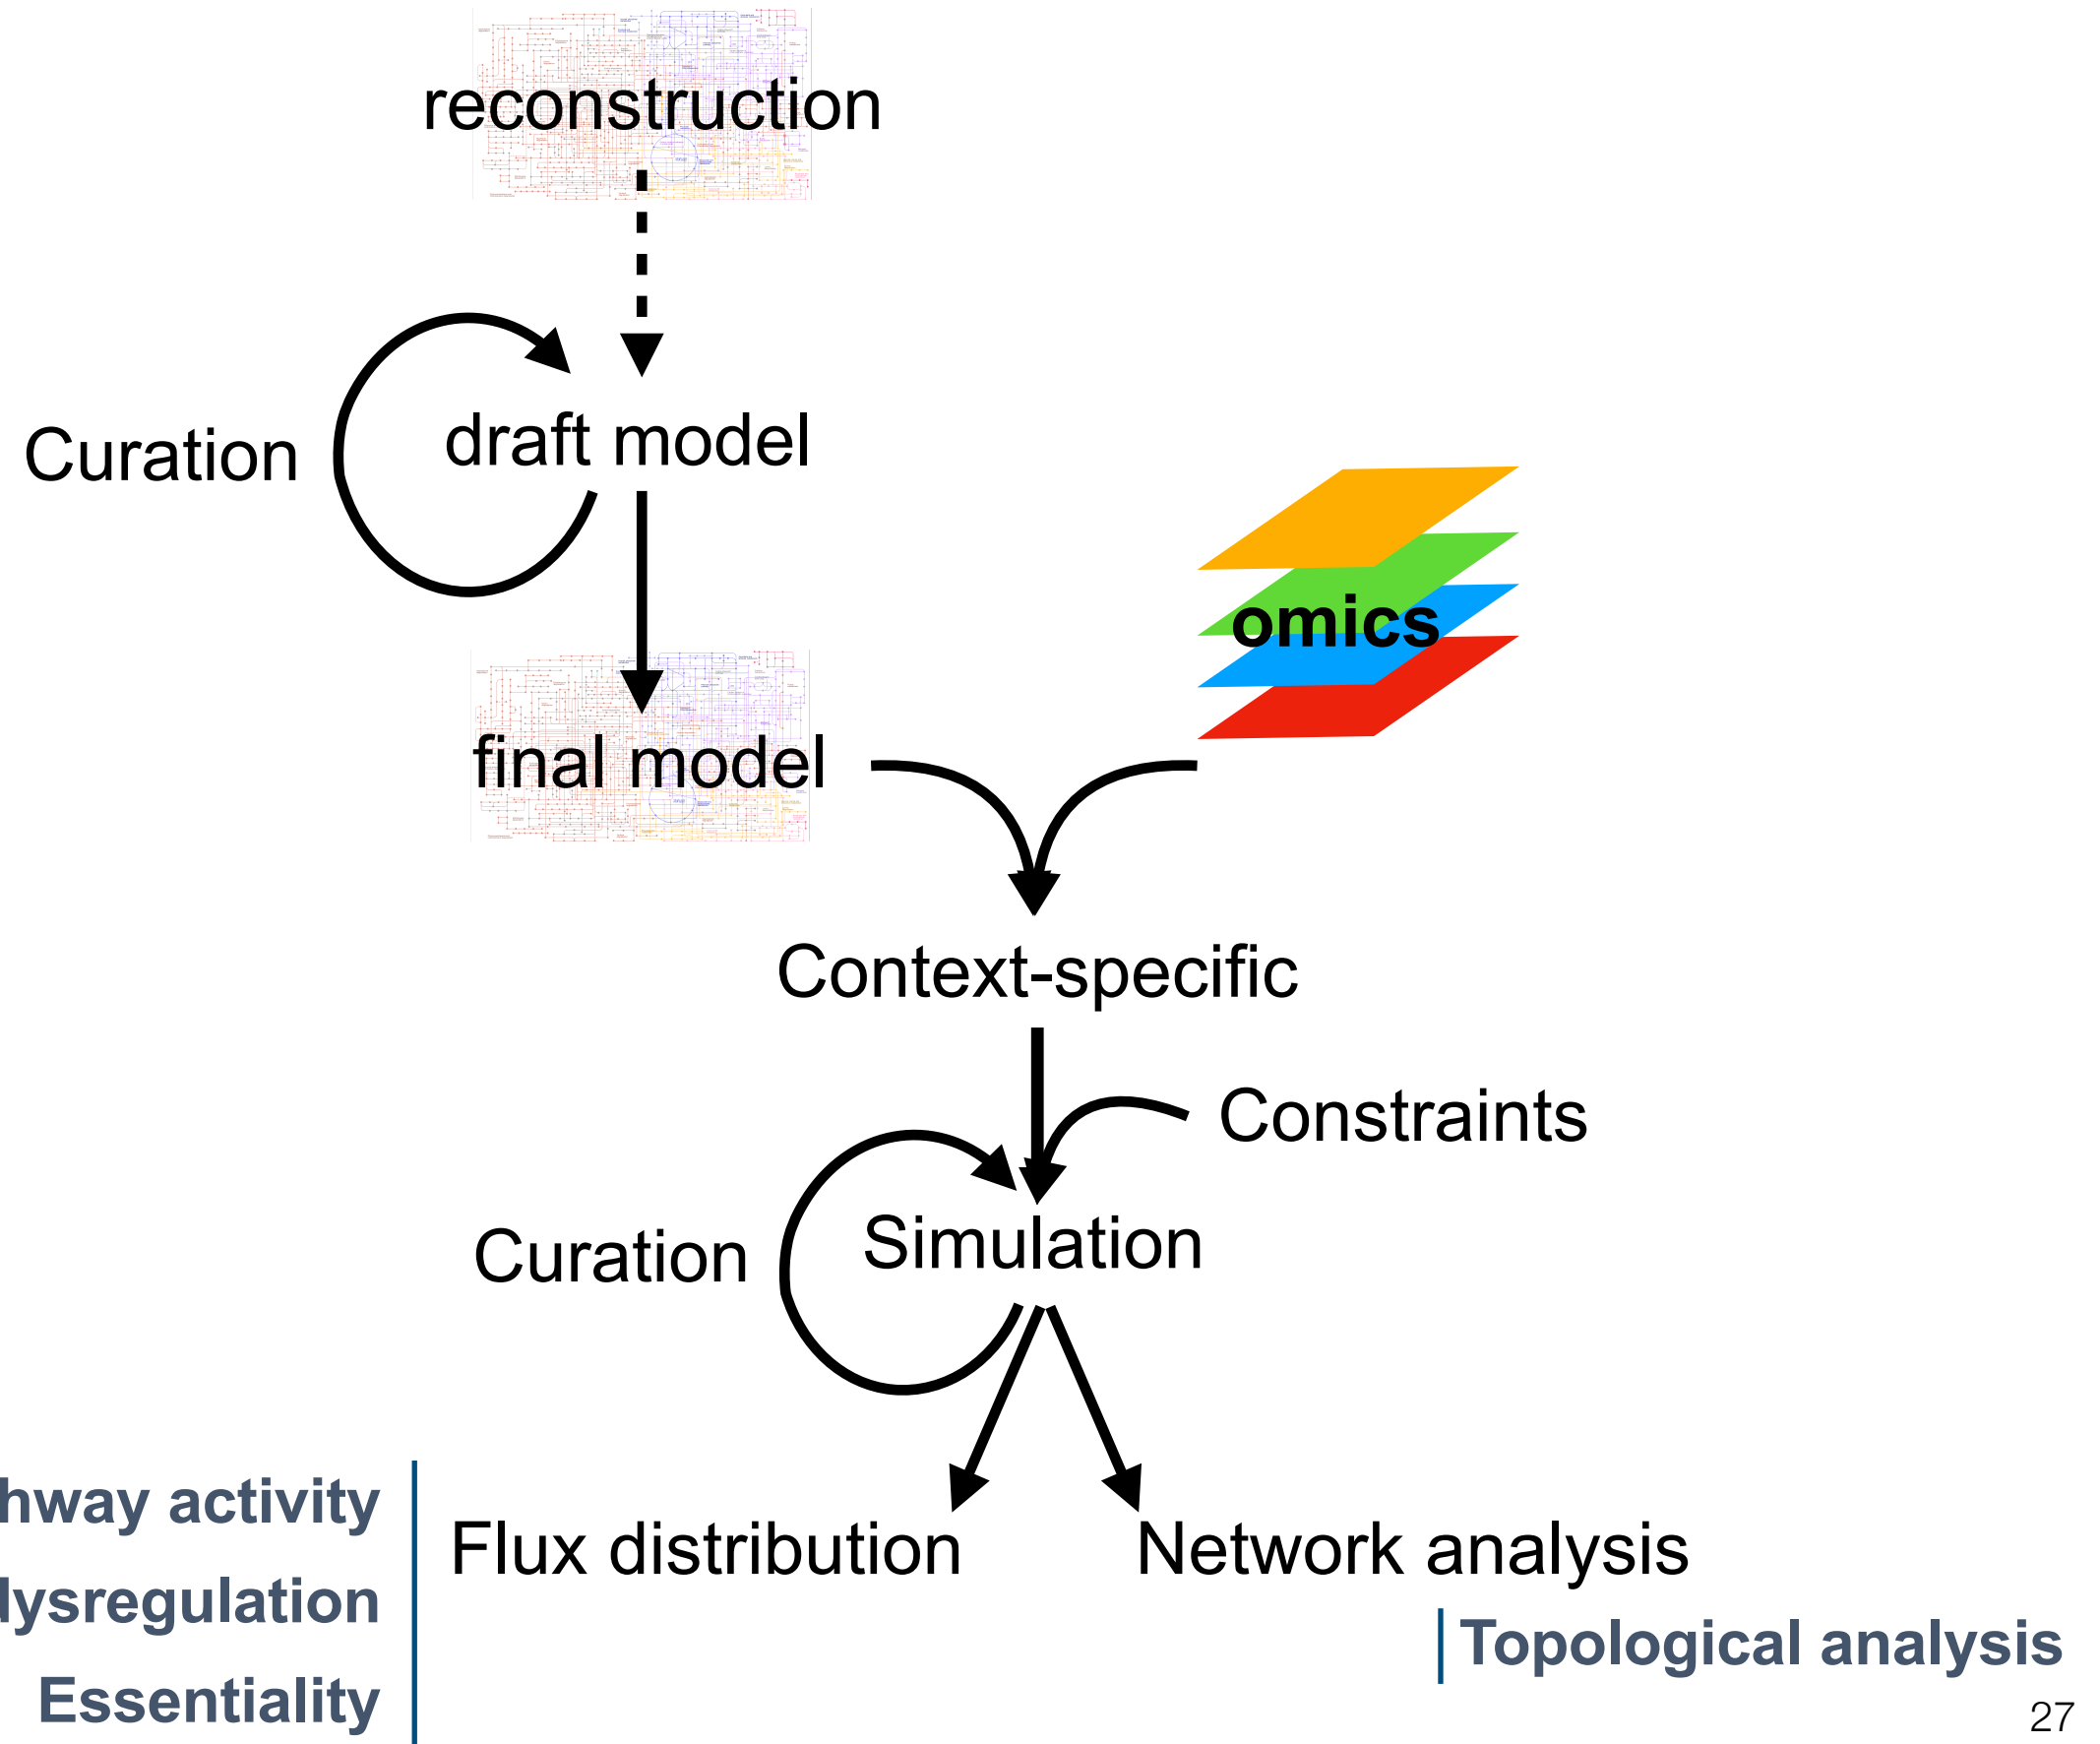 reconstruction
Curation
draft model
omics
final model
Context-specific
Constraints
Curation
Simulation
hway activity
Flux distribution
Network analysis
ysregulation
Topological analysis
Essentiality
27